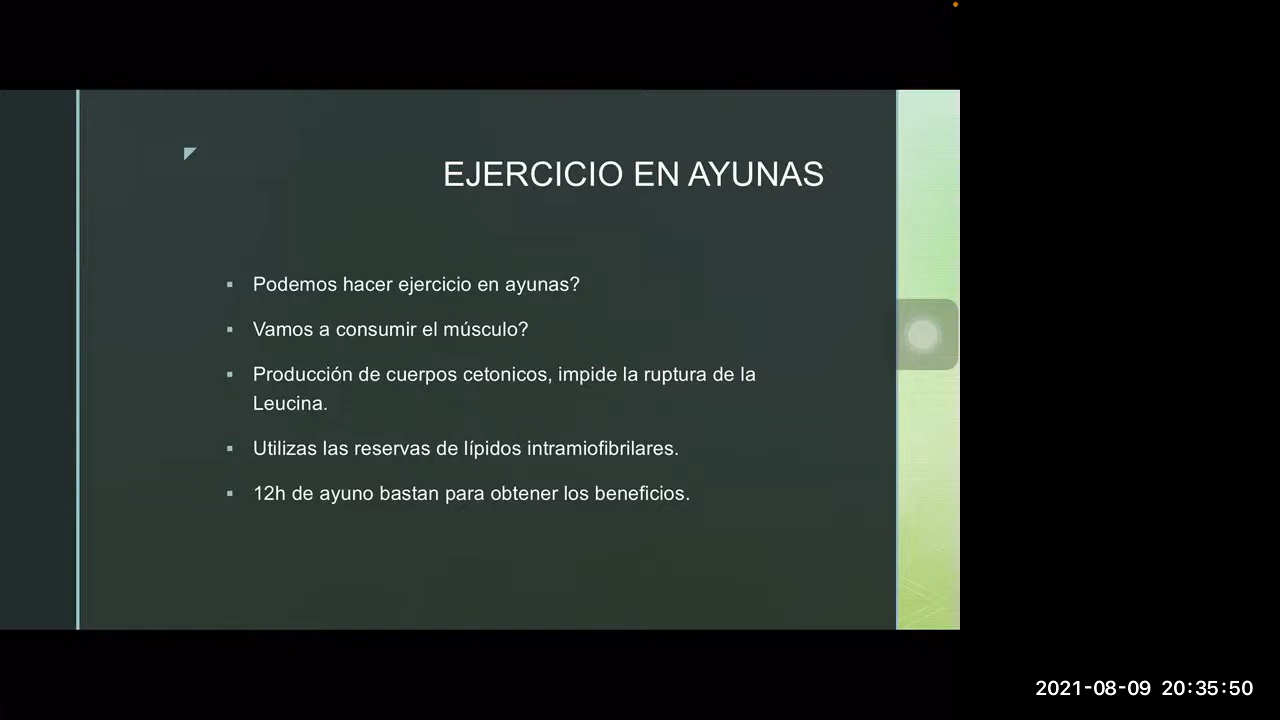 EJERCICIO EN AYUNAS
Podemos hacer ejercicio en ayunas?
Vamos a consumir el músculo?
Producción de cuerpos cetonicos, impide la ruptura de la
Leucina.
Utilizas las reservas de lípidos intramiofibrilares.
12h de ayuno bastan para obtener los beneficios.
2021-08-09 20:35:50